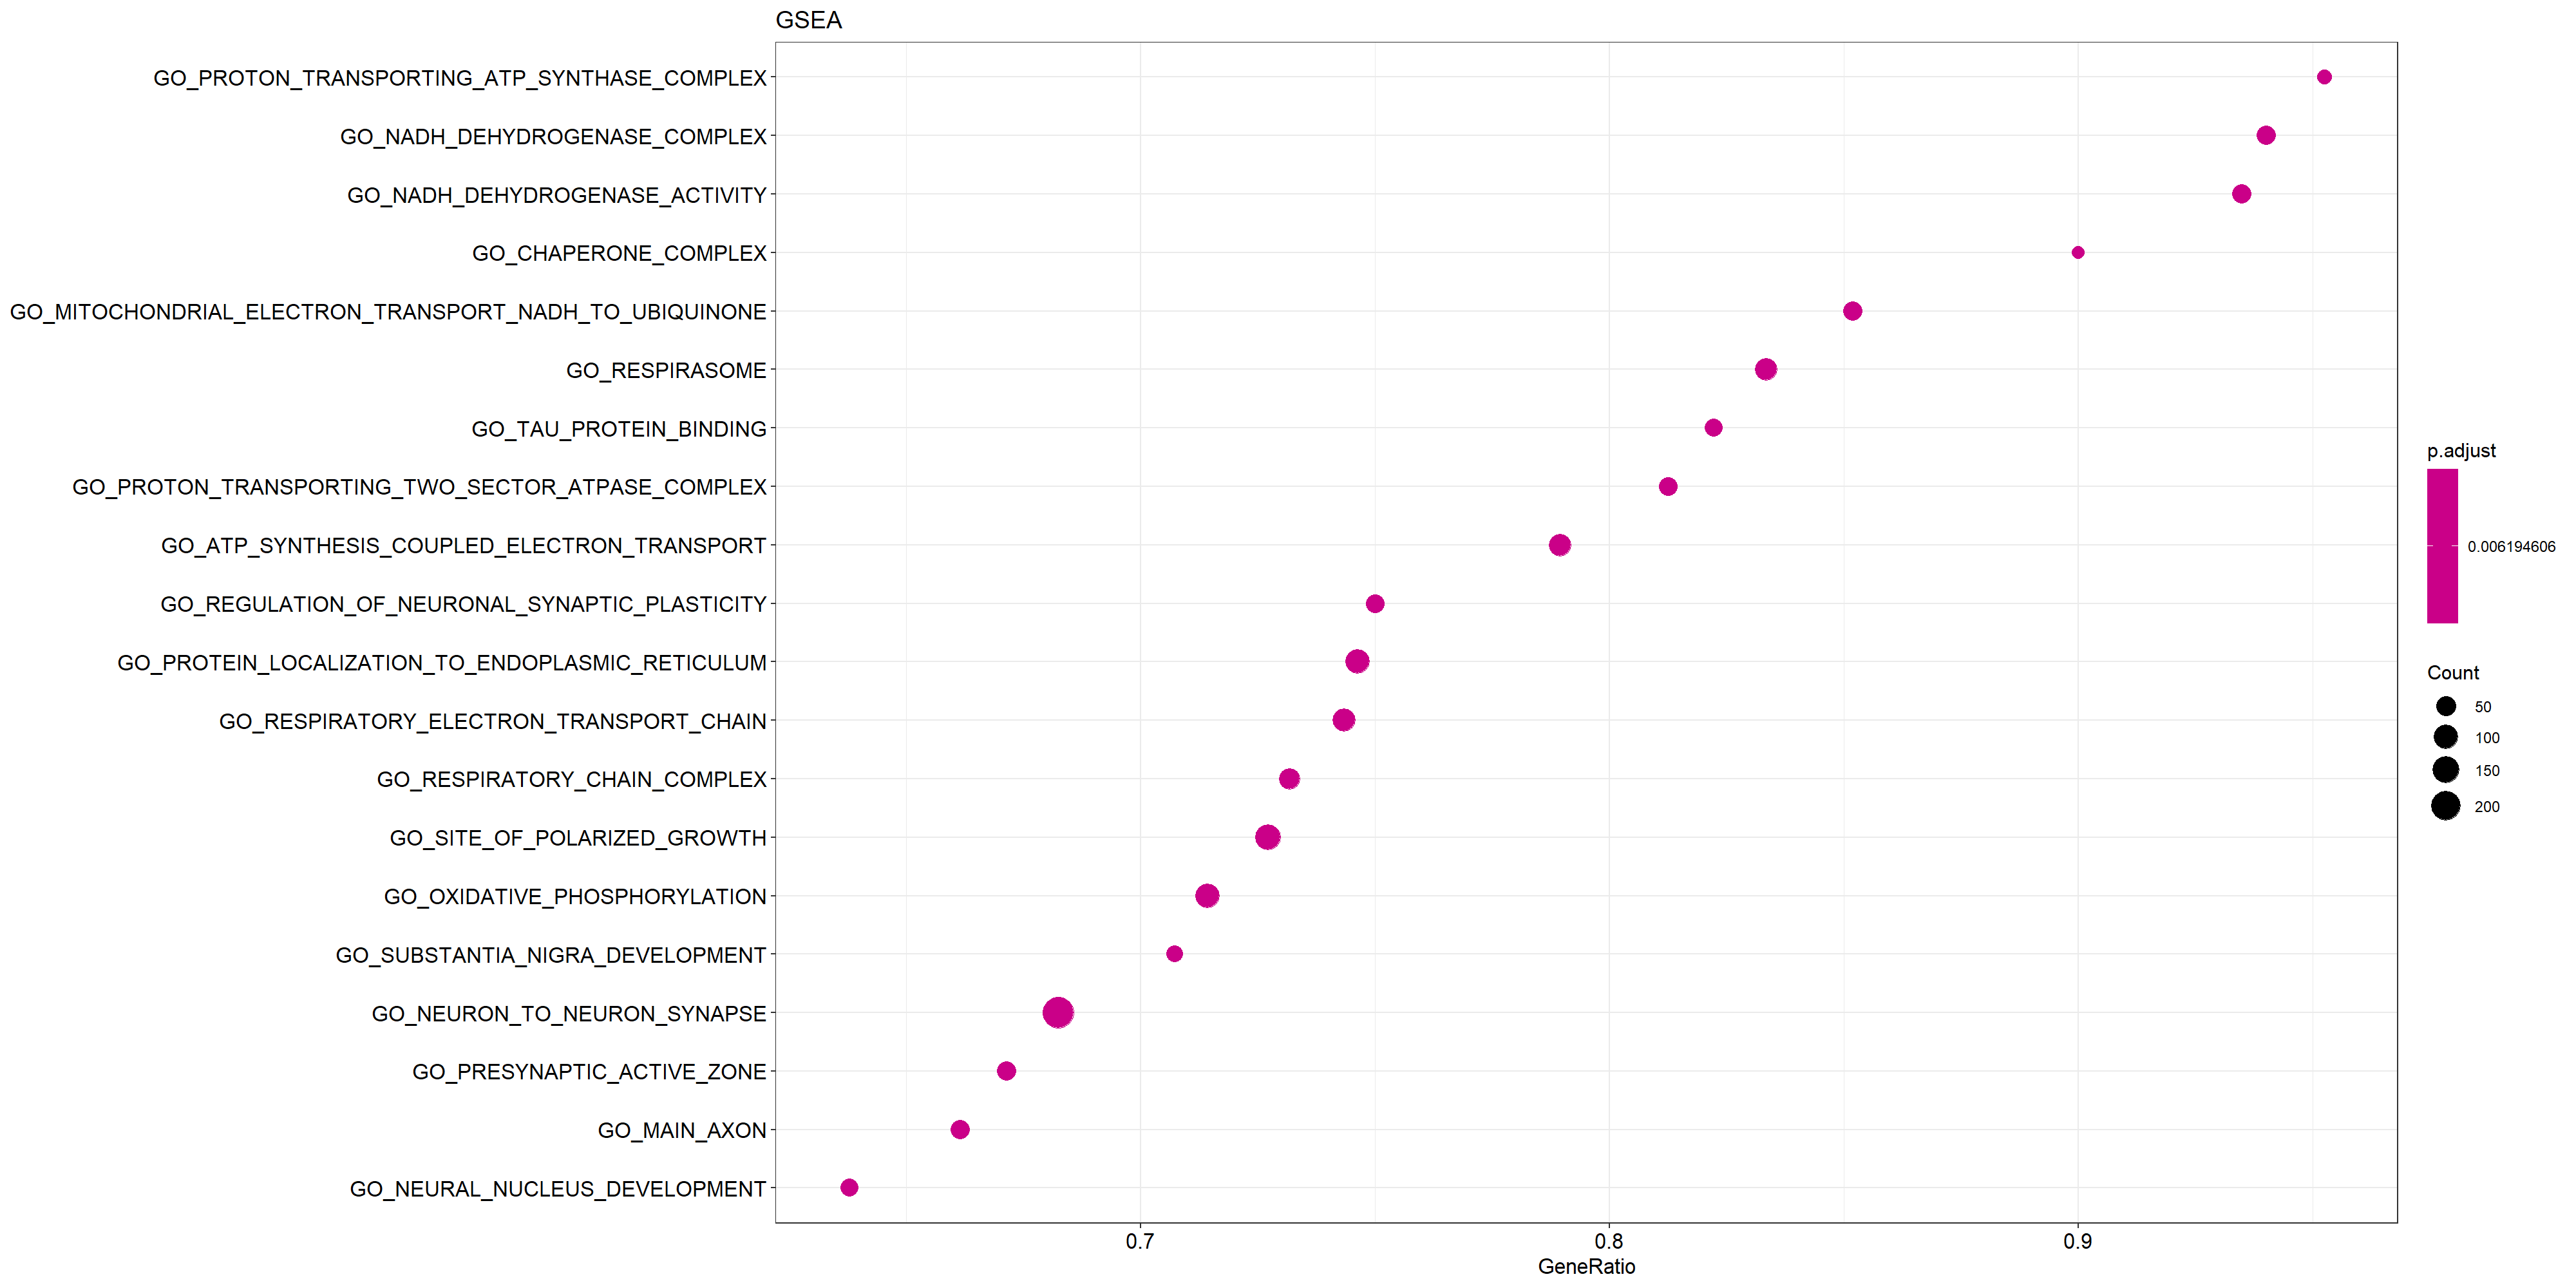 GSEA
GO_PROTON_TRANSPORTING_ATP_SYNTHASE_COMPLEX
GO_NADH_DEHYDROGENASE_COMPLEX
GO_NADH_DEHYDROGENASE_ACTIVITY
GO_CHAPERONE_COMPLEX
GO_MITOCHONDRIAL_ELECTRON_TRANSPORT_NADH_TO_UBIQUINONE
GO_RESPIRASOME
GO_TAU_PROTEIN_BINDING
GO_PROTON_TRANSPORTING_TWO_SECTOR_ATPASE_COMPLEX
GO_ATP_SYNTHESIS_COUPLED_ELECTRON_TRANSPORT
GO_REGULATION_OF_NEURONAL_SYNAPTIC_PLASTICITY
GO_PROTEIN_LOCALIZATION_TO_ENDOPLASMIC_RETICULUM
GO_RESPIRATORY_ELECTRON_TRANSPORT_CHAIN
GO_RESPIRATORY_CHAIN_COMPLEX
GO_SITE_OF_POLARIZED_GROWTH
GO_OXIDATIVE_PHOSPHORYLATION
GO_SUBSTANTIA_NIGRA_DEVELOPMENT
GO_NEURON_TO_NEURON_SYNAPSE
GO_PRESYNAPTIC_ACTIVE_ZONE
GO_MAIN_AXON
GO_NEURAL_NUCLEUS_DEVELOPMENT
0.7 0.8 0.9
GeneRatio
p.adjust
0.006194606
Count
50
100
150
200